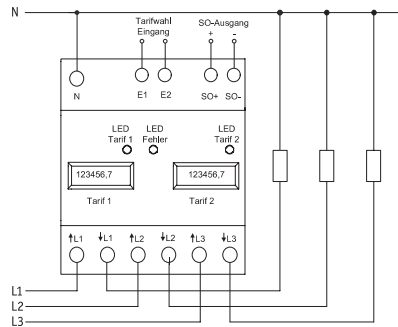 Tarifwahl SO-Ausgang
N Eingang + -
N E1 E2 SO+ SO-
LED LED LED
Tarif 1 Fehler Tarif 2
123456,7 123456,7
Tarif 1 Tarif 2
↑L1 ↓L1 ↑L2 ↓L2 ↑L3 ↓L3
L1
L2
L3